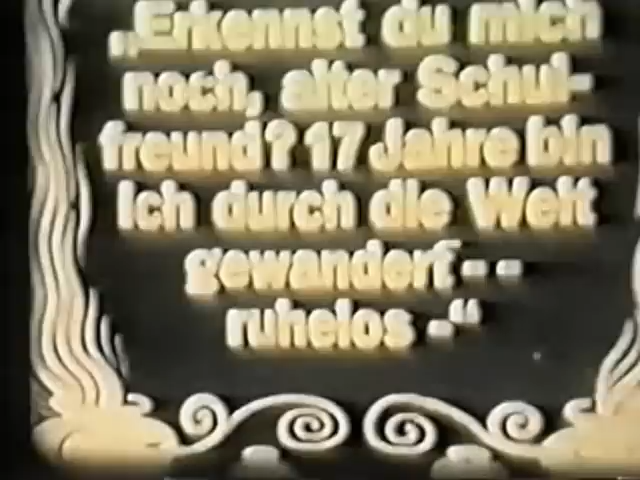 „Erkennst du mich
noch, alter Schul-
freund? 17 Jahre bin
ich durch die Welt
gewandert - -
ruhelos -“